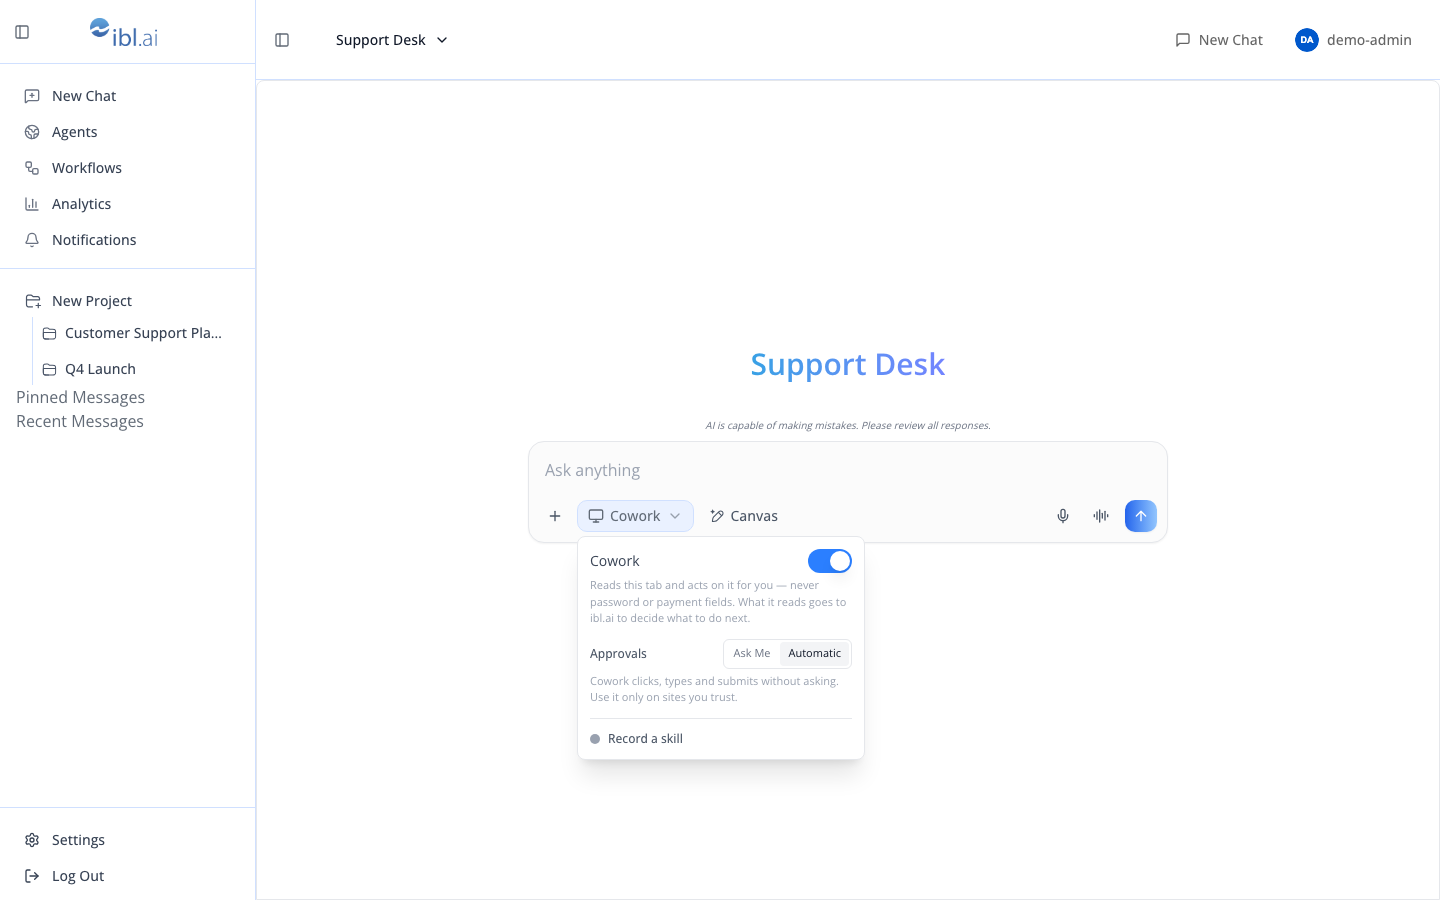 ibl.ai
New Chat
Agents
Workflows
Analytics
Notifications
New Project
Customer Support Pla...
Q4 Launch
Pinned Messages
Recent Messages
Settings
Log Out
Support Desk
New Chat
DA
demo-admin
Support Desk
AI is capable of making mistakes. Please review all responses.
Ask anything
Cowork
Canvas
Cowork
Reads this tab and acts on it for you — never
password or payment fields. What it reads goes to
ibl.ai to decide what to do next.
Approvals
Ask Me
Automatic
Cowork clicks, types and submits without asking.
Use it only on sites you trust.
Record a skill